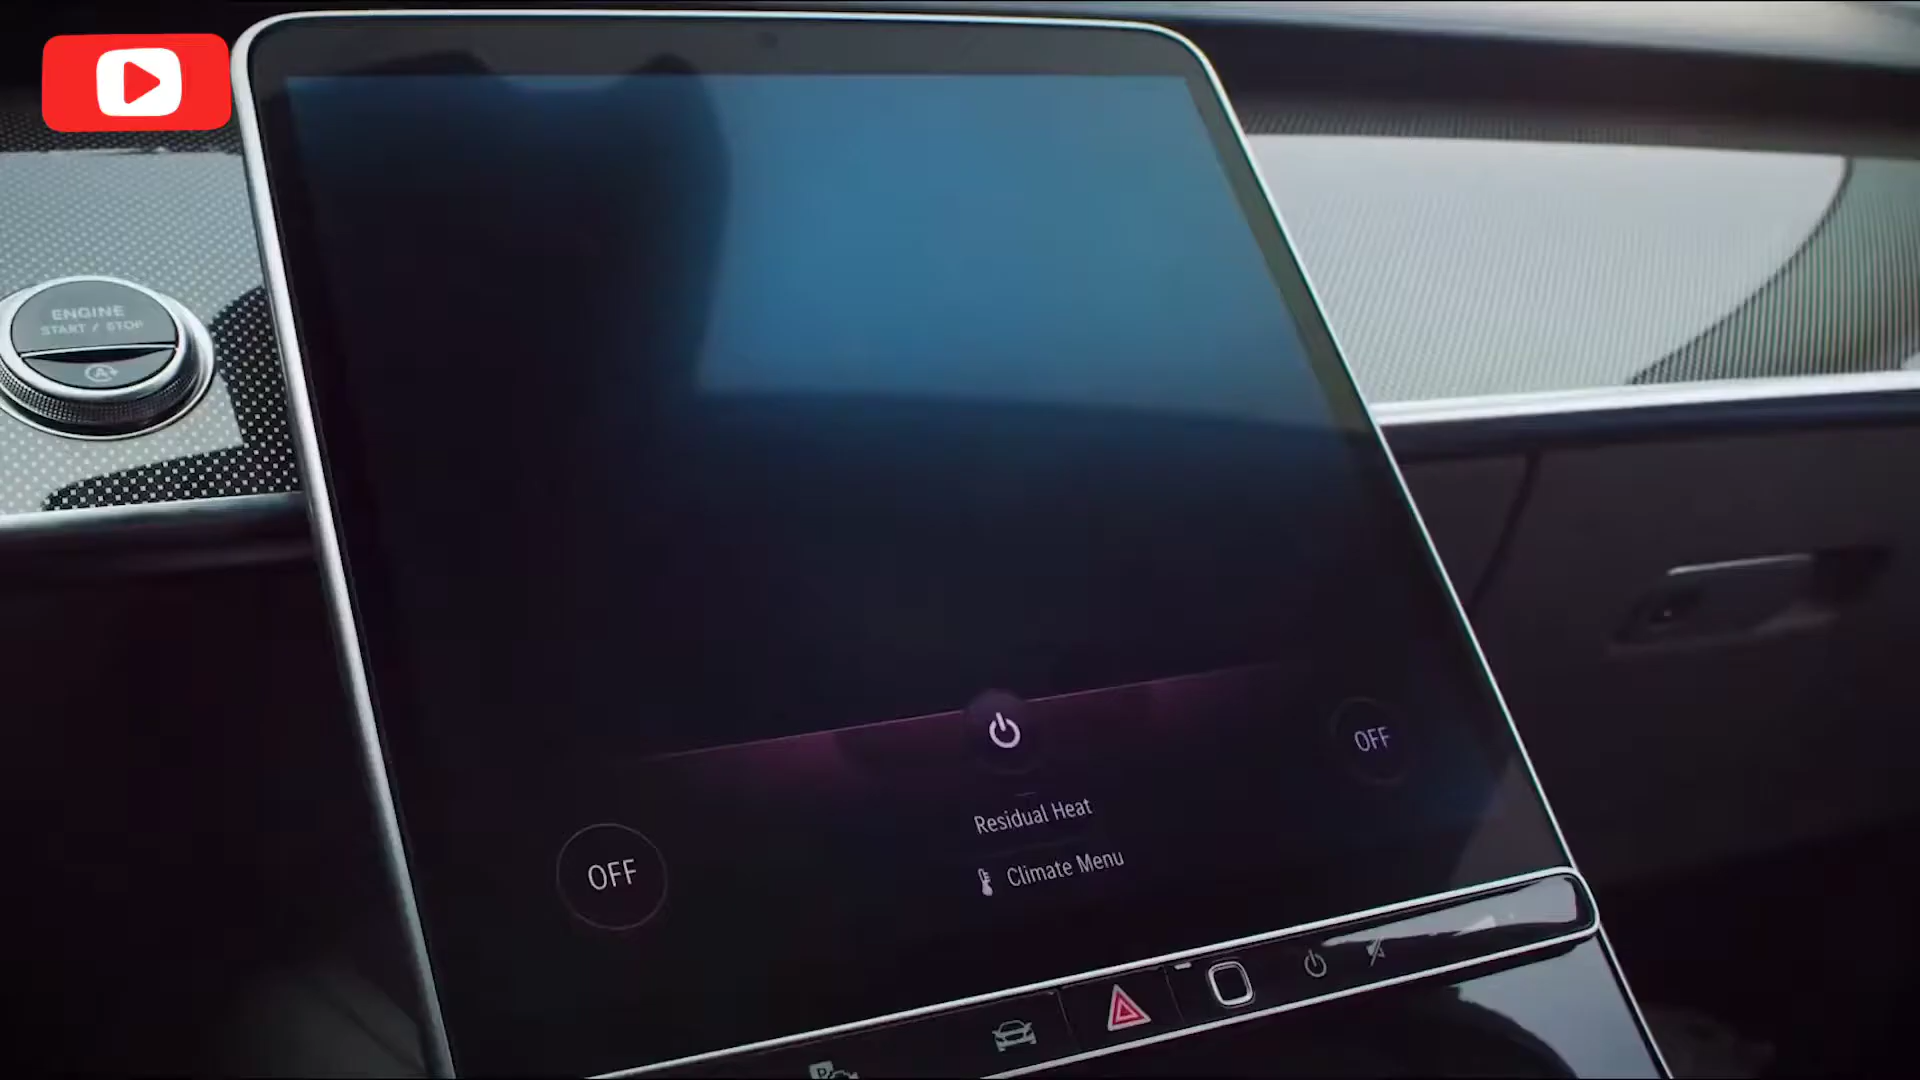 ENGINE
START / STOP
A
OFF
Residual Heat
Climate Menu
OFF
P